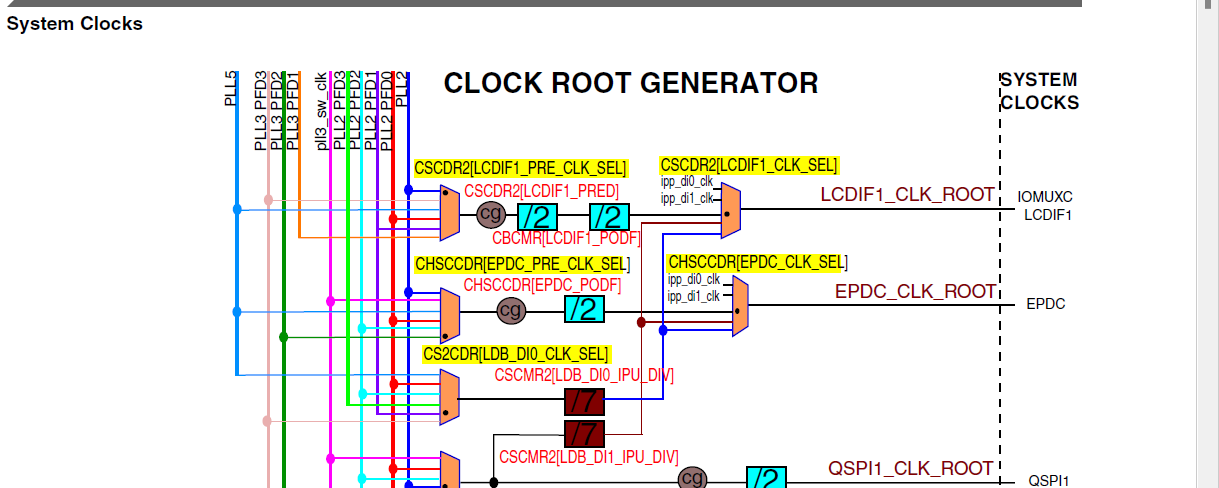 System Clocks
CLOCK ROOT GENERATOR
SYSTEM
CLOCKS
PLL5
PLL3 PFD3
PLL3 PFD2
PLL3 PFD1
pll3_sw_clk
PLL2 PFD3
PLL2 PFD2
PLL2 PFD1
PLL2 PFD0
PLL2
CSCDR2[LCDIF1_PRE_CLK_SEL]
CSCDR2[LCDIF1_CLK_SEL]
CSCDR2[LCDIF1_PRED]
ipp_di0_clk
ipp_di1_clk
LCDIF1_CLK_ROOT
IOMUXC
LCDIF1
cg
/2
/2
CBCMR[LCDIF1_PODF]
CHSCCDR[EPDC_PRE_CLK_SEL]
CHSCCDR[EPDC_CLK_SEL]
CHSCCDR[EPDC_PODF]
ipp_di0_clk
ipp_di1_clk
EPDC_CLK_ROOT
EPDC
cg
/2
CS2CDR[LDB_DI0_CLK_SEL]
CSCMR2[LDB_DI0_IPU_DIV]
/7
/7
CSCMR2[LDB_DI1_IPU_DIV]
QSPI1_CLK_ROOT
QSPI1
cg
/2